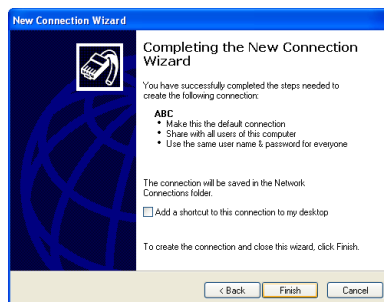 New Connection Wizard
Completing the New Connection
Wizard
You have successfully completed the steps needed to
create the following connection:
ABC
• Make this the default connection
• Share with all users of this computer
• Use the same user name & password for everyone
The connection will be saved in the Network
Connections folder.
Add a shortcut to this connection to my desktop
To create the connection and close this wizard, click Finish.
< Back Finish Cancel